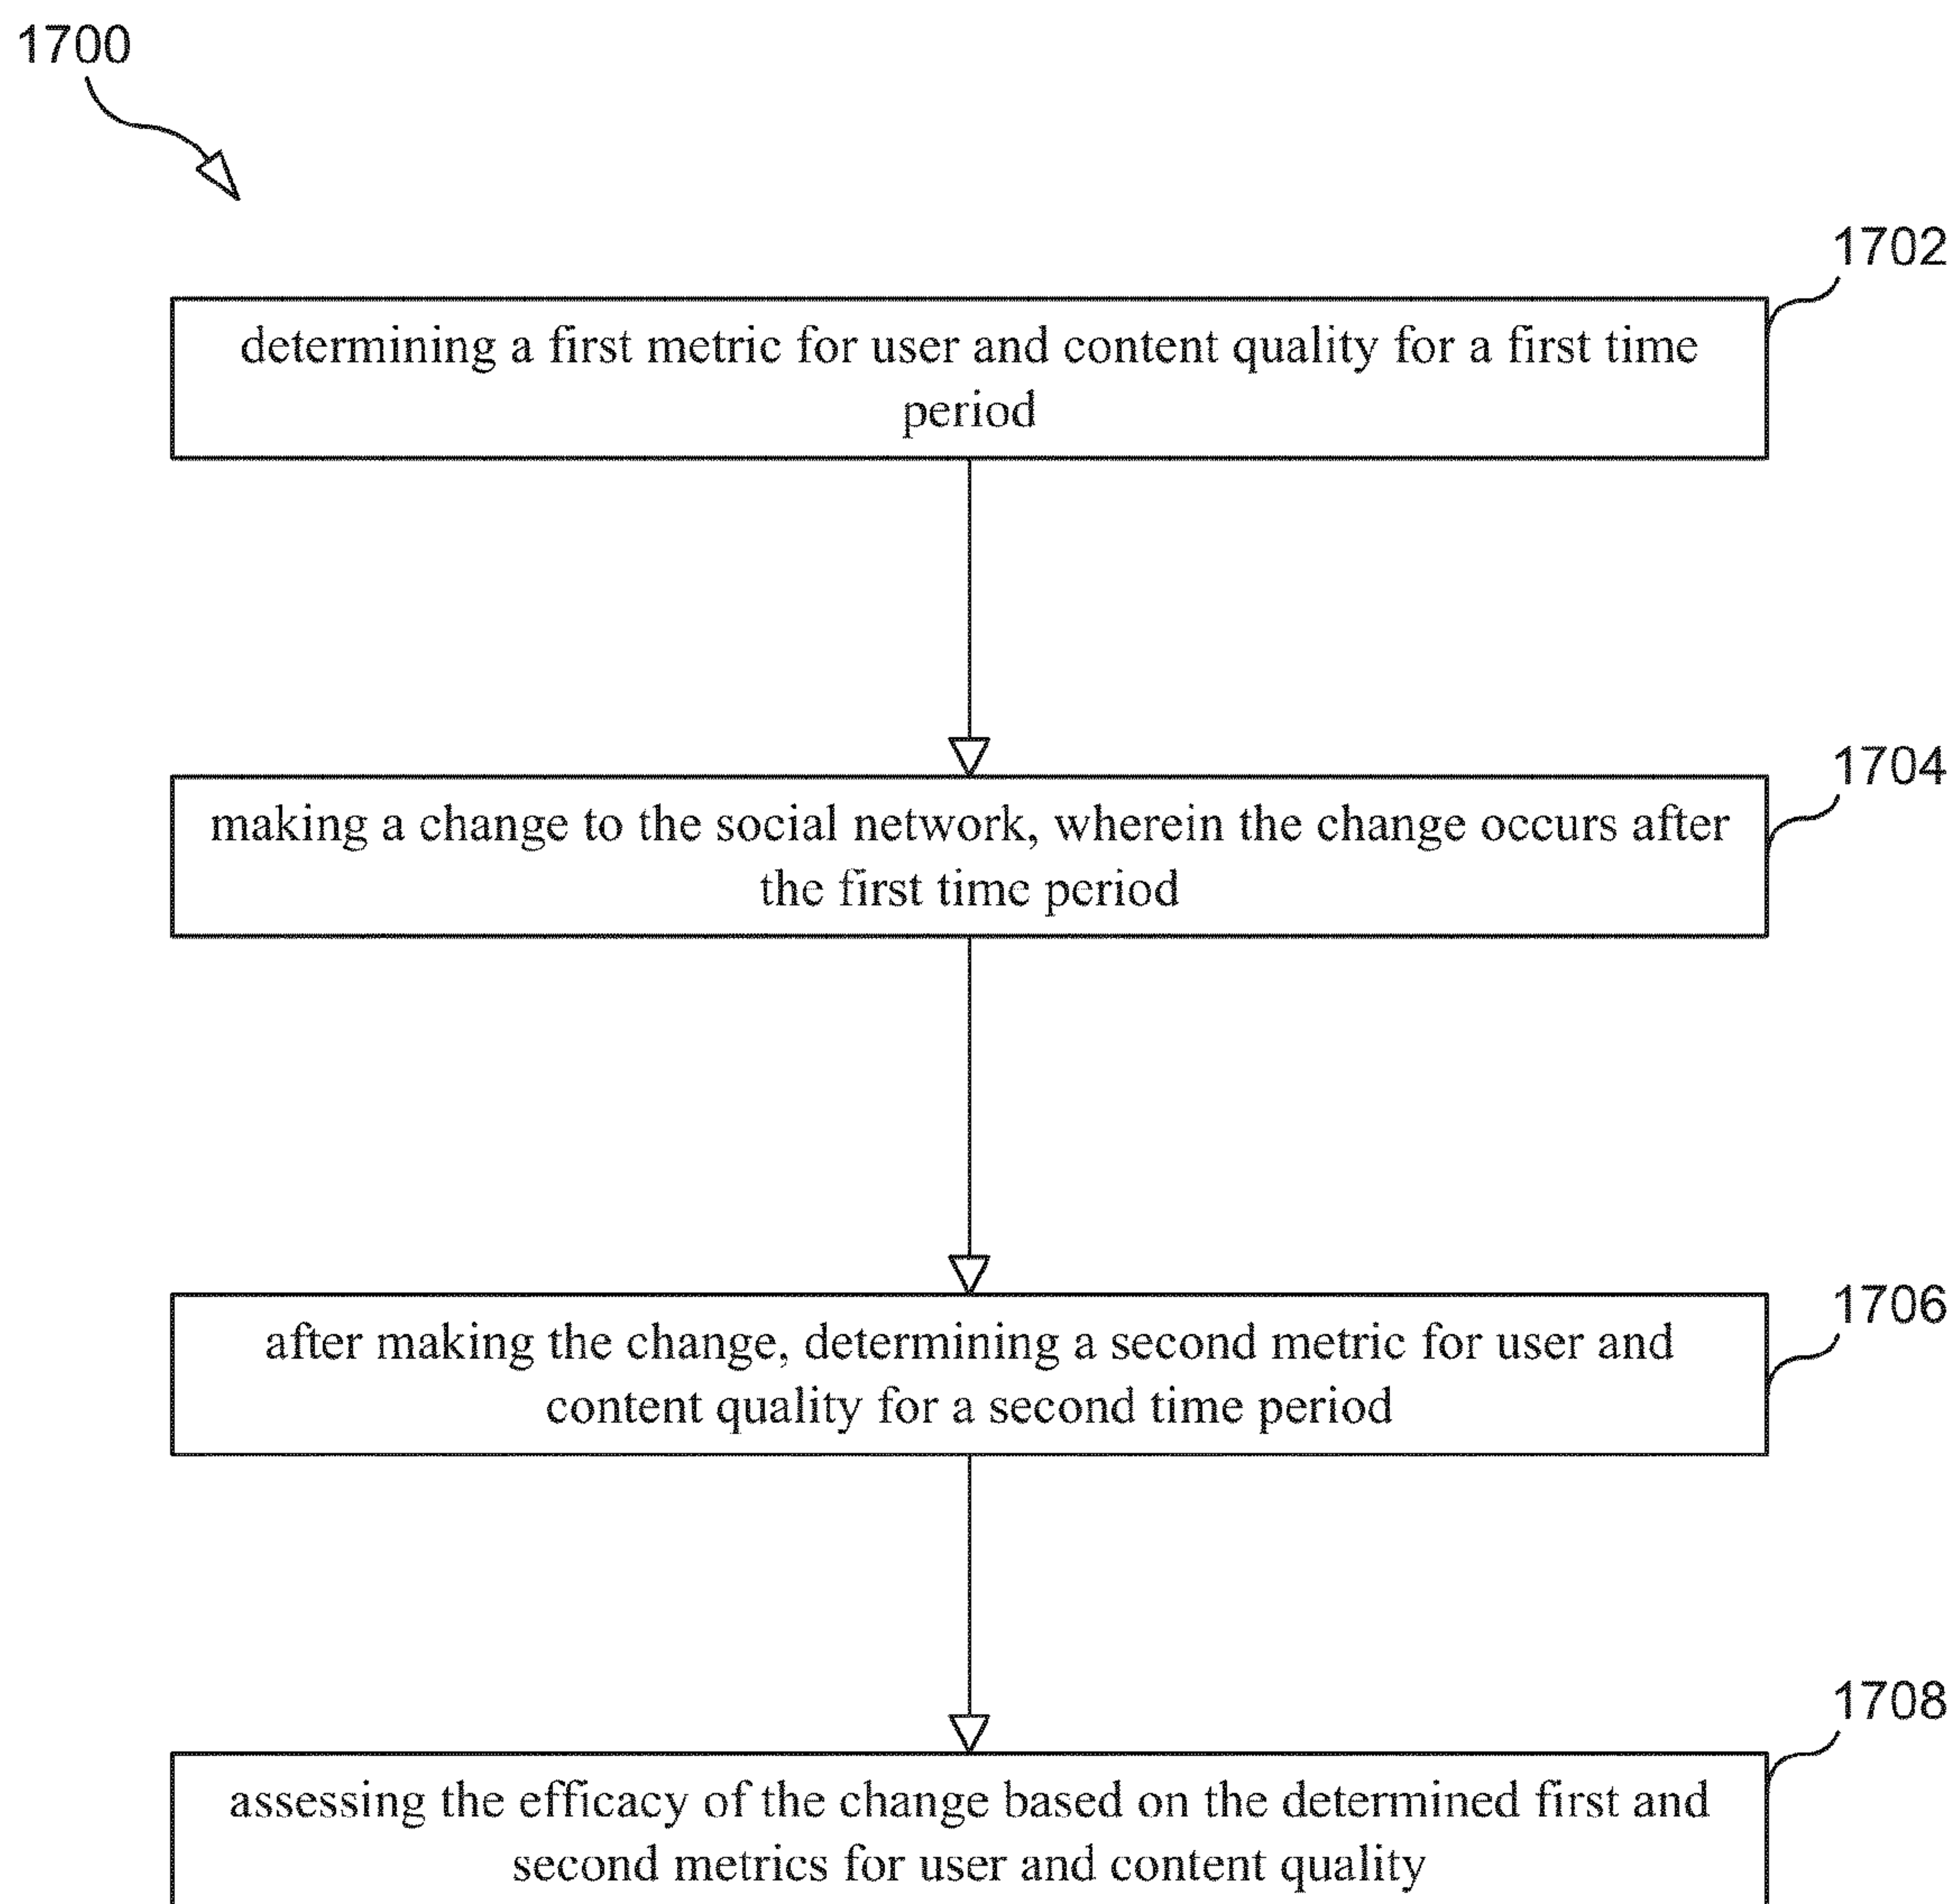 1700
1702
determining a first metric for user and content quality for a first time
period
1704
making a change to the social network, wherein the change occurs after
the first time period
1706
after making the change, determining a second metric for user and
content quality for a second time period
1708
assessing the efficacy of the change based on the determined first and
second metrics for user and content quality